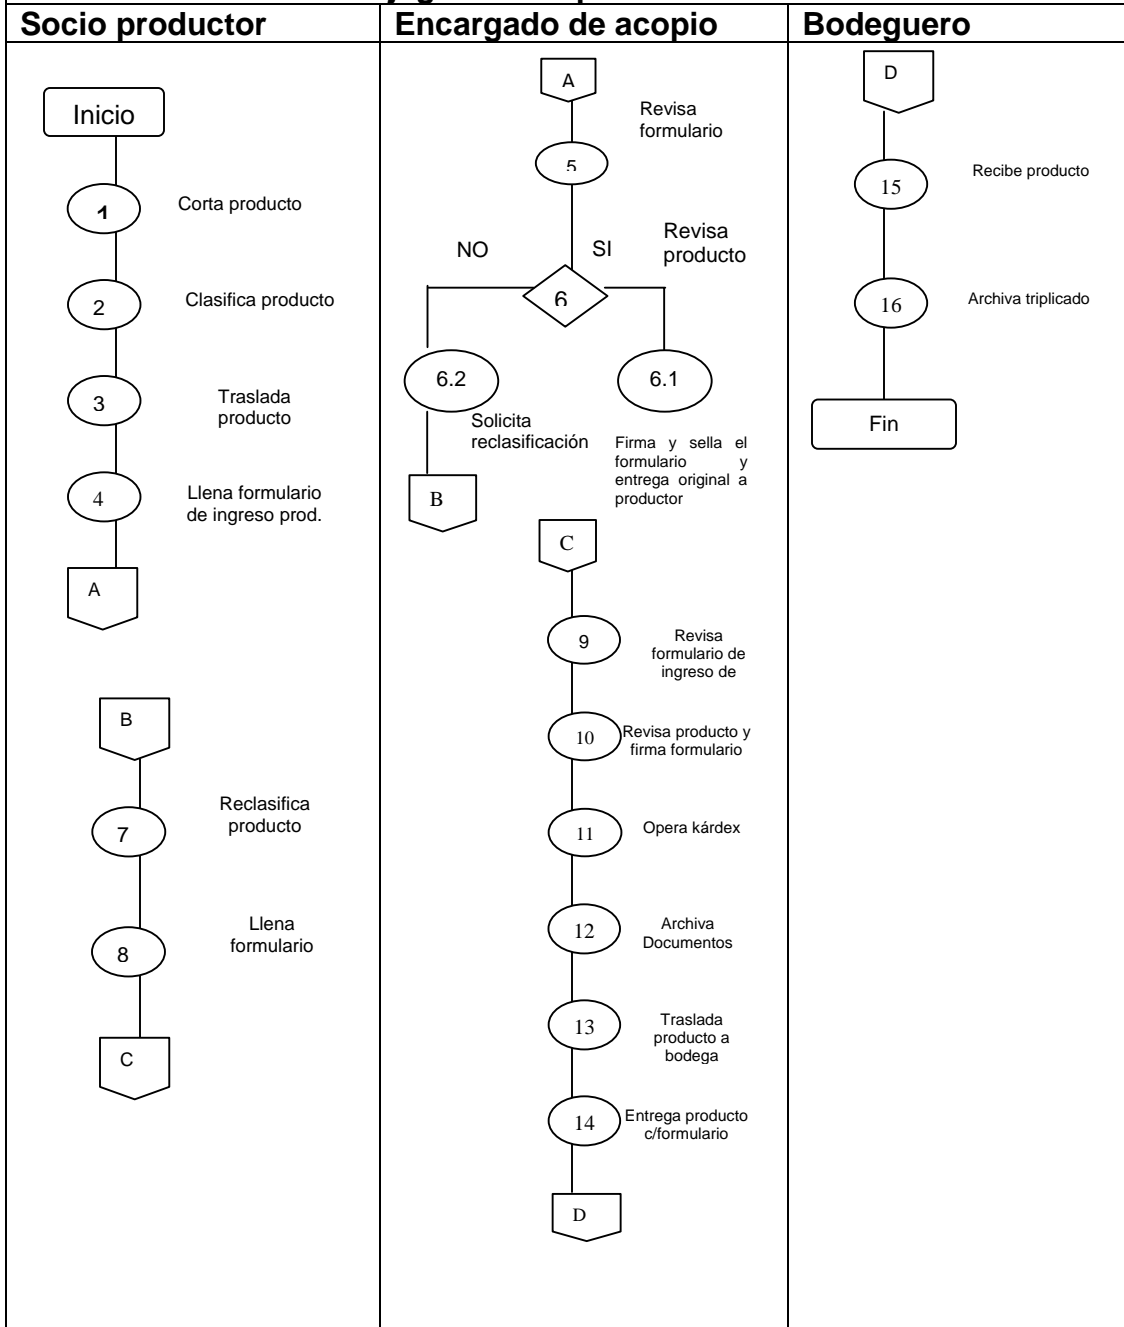 Socio productor
Encargado de acopio
Bodeguero
Inicio
1
Corta producto
2
Clasifica producto
3
Traslada
producto
4
Llena formulario
de ingreso prod.
A
B
7
Reclasifica
producto
8
Llena
formulario
C
A
Revisa
formulario
5
Revisa
producto
NO
SI
6
6.2
6.1
Solicita
reclasificación
Firma y sella el
formulario y
entrega original a
productor
B
C
9
Revisa
formulario de
ingreso de
10
Revisa producto y
firma formulario
11
Opera kárdex
12
Archiva
Documentos
13
Traslada
producto a
bodega
14
Entrega producto
c/formulario
D
D
15
Recibe producto
16
Archiva triplicado
Fin